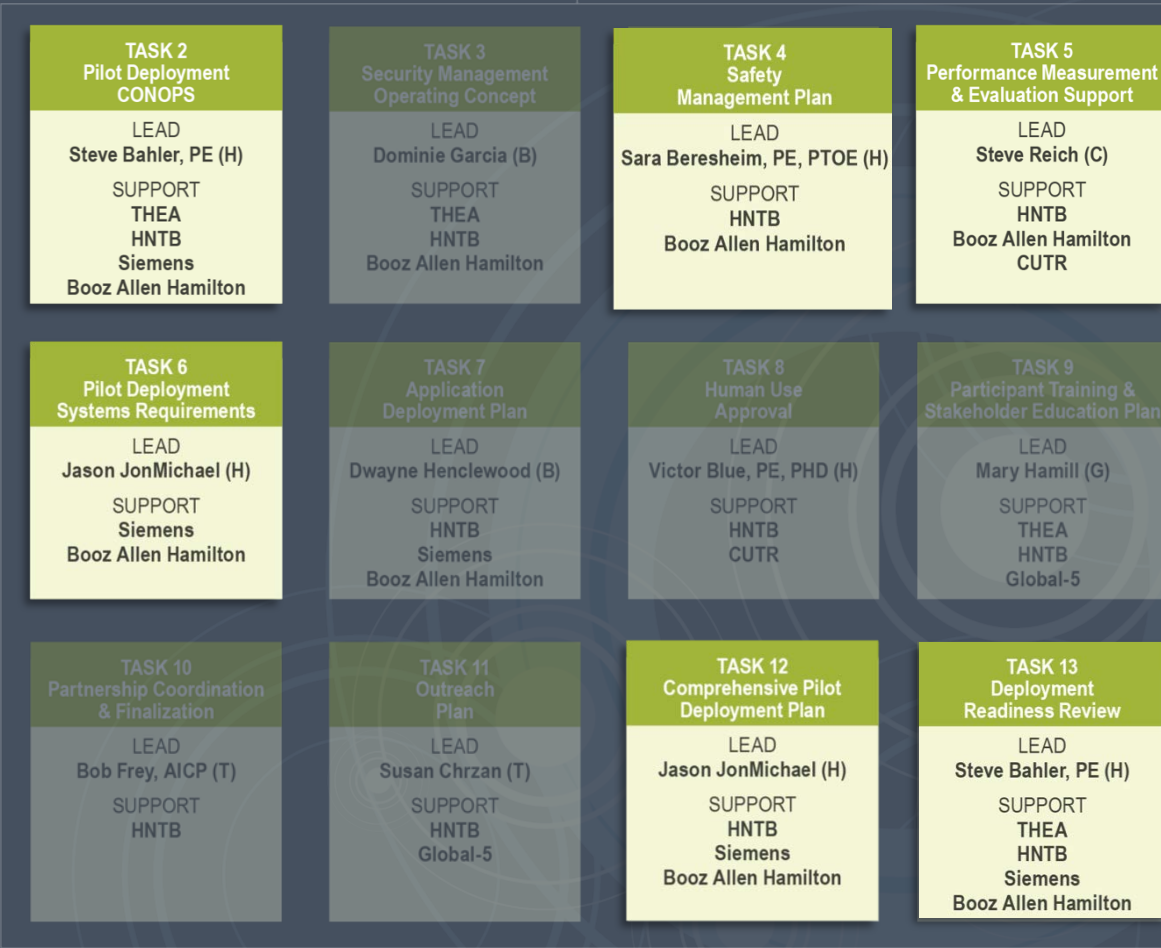 TASK 2
Pilot Deployment
CONOPS
LEAD
Steve Bahler, PE (H)
SUPPORT
THEA
HNTB
Siemens
Booz Allen Hamilton
TASK 3
Security Management
Operating Concept
LEAD
Dominie Garcia (B)
SUPPORT
THEA
HNTB
Booz Allen Hamilton
TASK 4
Safety
Management Plan
LEAD
Sara Beresheim, PE, PTOE (H)
SUPPORT
HNTB
Booz Allen Hamilton
TASK 5
Performance Measurement
& Evaluation Support
LEAD
Steve Reich (C)
SUPPORT
HNTB
Booz Allen Hamilton
CUTR
TASK 6
Pilot Deployment
Systems Requirements
LEAD
Jason JonMichael (H)
SUPPORT
Siemens
Booz Allen Hamilton
TASK 7
Application
Deployment Plan
LEAD
Dwayne Henclewood (B)
SUPPORT
HNTB
Siemens
Booz Allen Hamilton
TASK 8
Human Use
Approval
LEAD
Victor Blue, PE, PHD (H)
SUPPORT
HNTB
CUTR
TASK 9
Participant Training &
Stakeholder Education Plan
LEAD
Mary Hamill (G)
SUPPORT
THEA
HNTB
Global-5
TASK 10
Partnership Coordination
& Finalization
LEAD
Bob Frey, AICP (T)
SUPPORT
HNTB
TASK 11
Outreach
Plan
LEAD
Susan Chrzan (T)
SUPPORT
HNTB
Global-5
TASK 12
Comprehensive Pilot
Deployment Plan
LEAD
Jason JonMichael (H)
SUPPORT
HNTB
Siemens
Booz Allen Hamilton
TASK 13
Deployment
Readiness Review
LEAD
Steve Bahler, PE (H)
SUPPORT
THEA
HNTB
Siemens
Booz Allen Hamilton